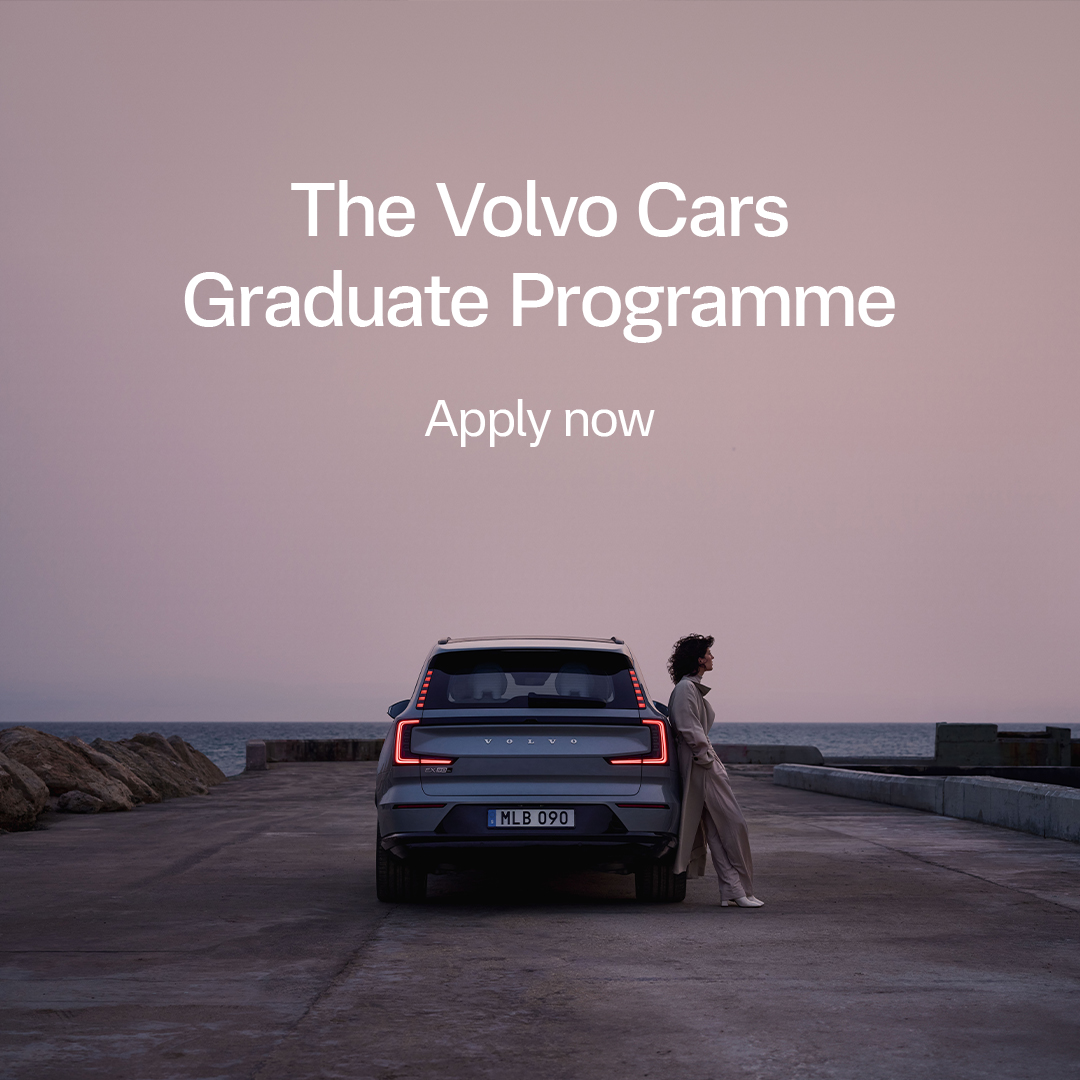 The Volvo Cars
Graduate Programme
Apply now
VOLVO
MLB 090